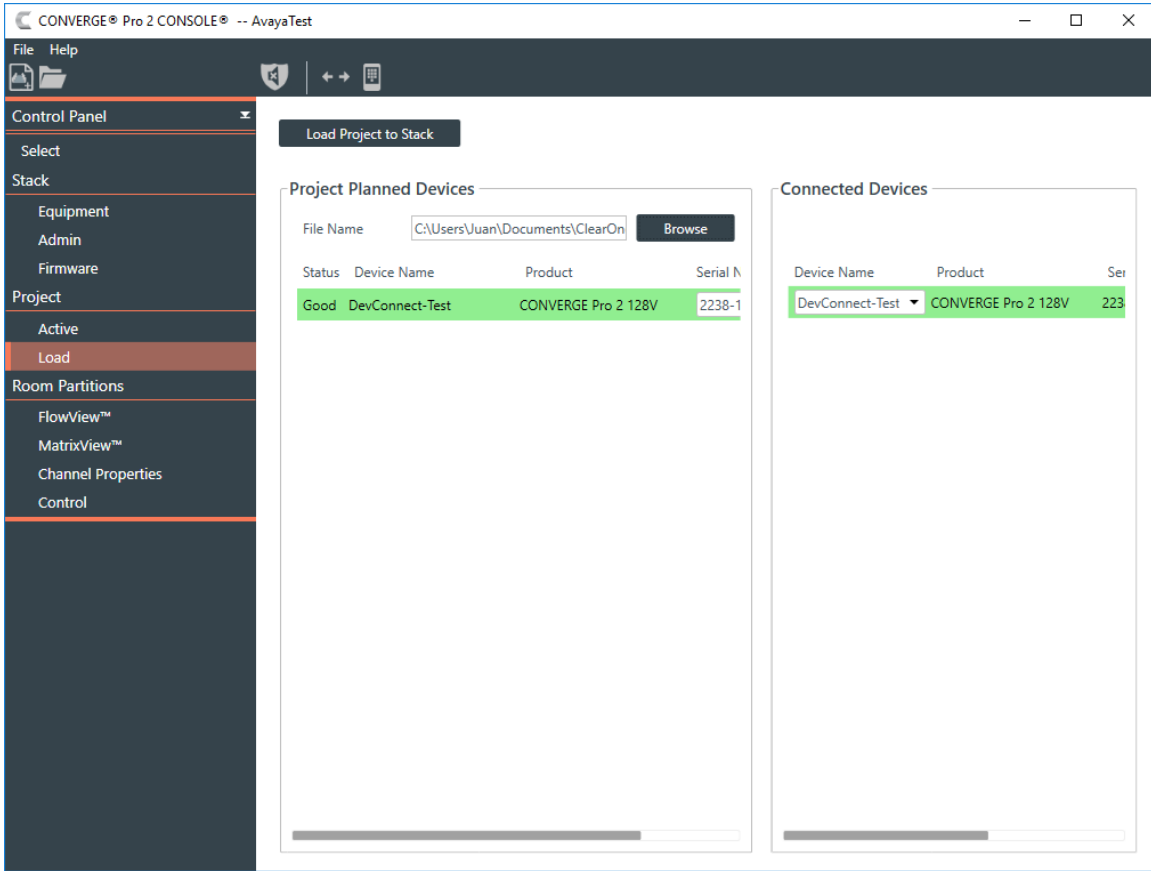 CONVERGE® Pro 2 CONSOLE® -- AvayaTest
File Help
Control Panel
Select
Stack
Equipment
Admin
Firmware
Project
Active
Load
Room Partitions
FlowView™
MatrixView™
Channel Properties
Control
Load Project to Stack
Project Planned Devices
File Name C:\Users\Juan\Documents\ClearOn Browse
Status Device Name Product Serial N
Good DevConnect-Test CONVERGE Pro 2 128V 2238-1
Connected Devices
Device Name Product Ser
DevConnect-Test CONVERGE Pro 2 128V 223